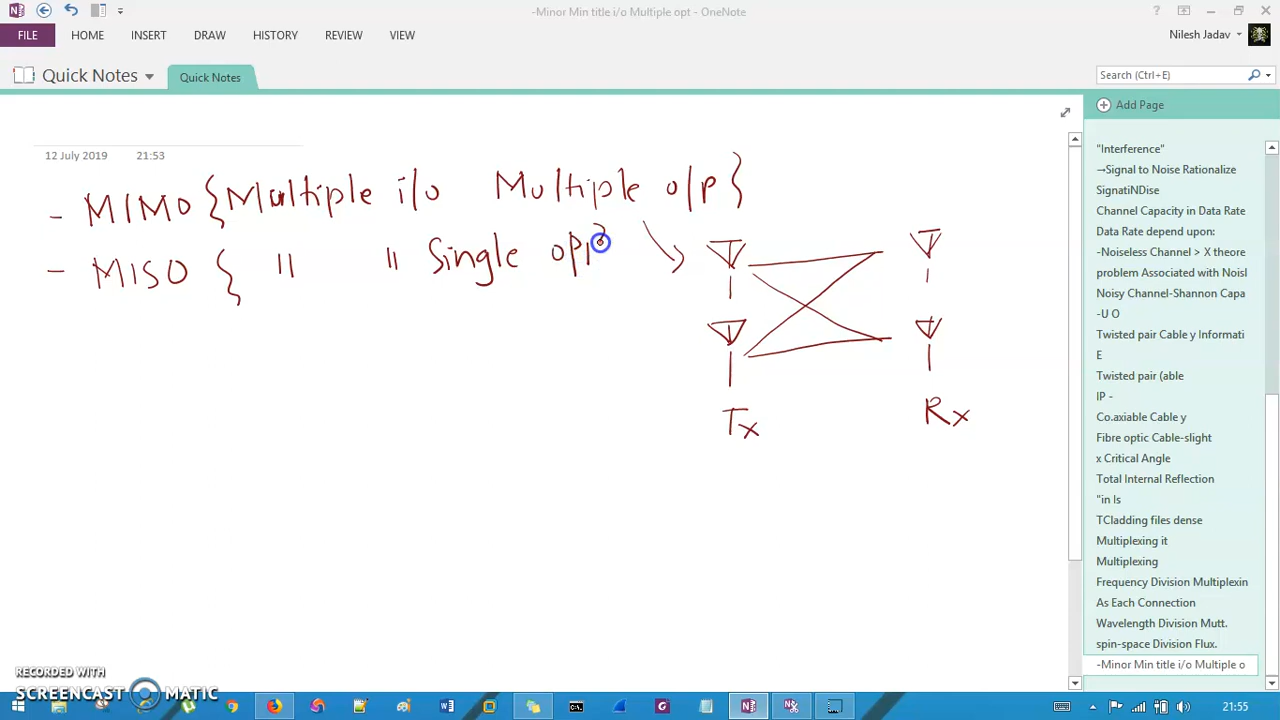 -Minor Min title i/o Multiple opt - OneNote
FILE HOME INSERT DRAW HISTORY REVIEW VIEW
Nilesh Jadav
Quick Notes
Quick Notes
Search (Ctrl+E)
Add Page
12 July 2019 21:53
- MIMO {Multiple i/o Multiple o/p}
- MISO { " " Single opp}
Tx
Rx
"Interference"
→Signal to Noise Rationalize
SignatiNDise
Channel Capacity in Data Rate
Data Rate depend upon:
-Noiseless Channel > X theore
problem Associated with Noisl
Noisy Channel-Shannon Capa
-U O
Twisted pair Cable y Informati
E
Twisted pair (able
IP -
Co.axiable Cable y
Fibre optic Cable-slight
x Critical Angle
Total Internal Reflection
"in ls
TCladding files dense
Multiplexing it
Multiplexing
Frequency Division Multiplexin
As Each Connection
Wavelength Division Mutt.
spin-space Division Flux.
-Minor Min title i/o Multiple o
RECORDED WITH
SCREENCAST MATIC
21:55